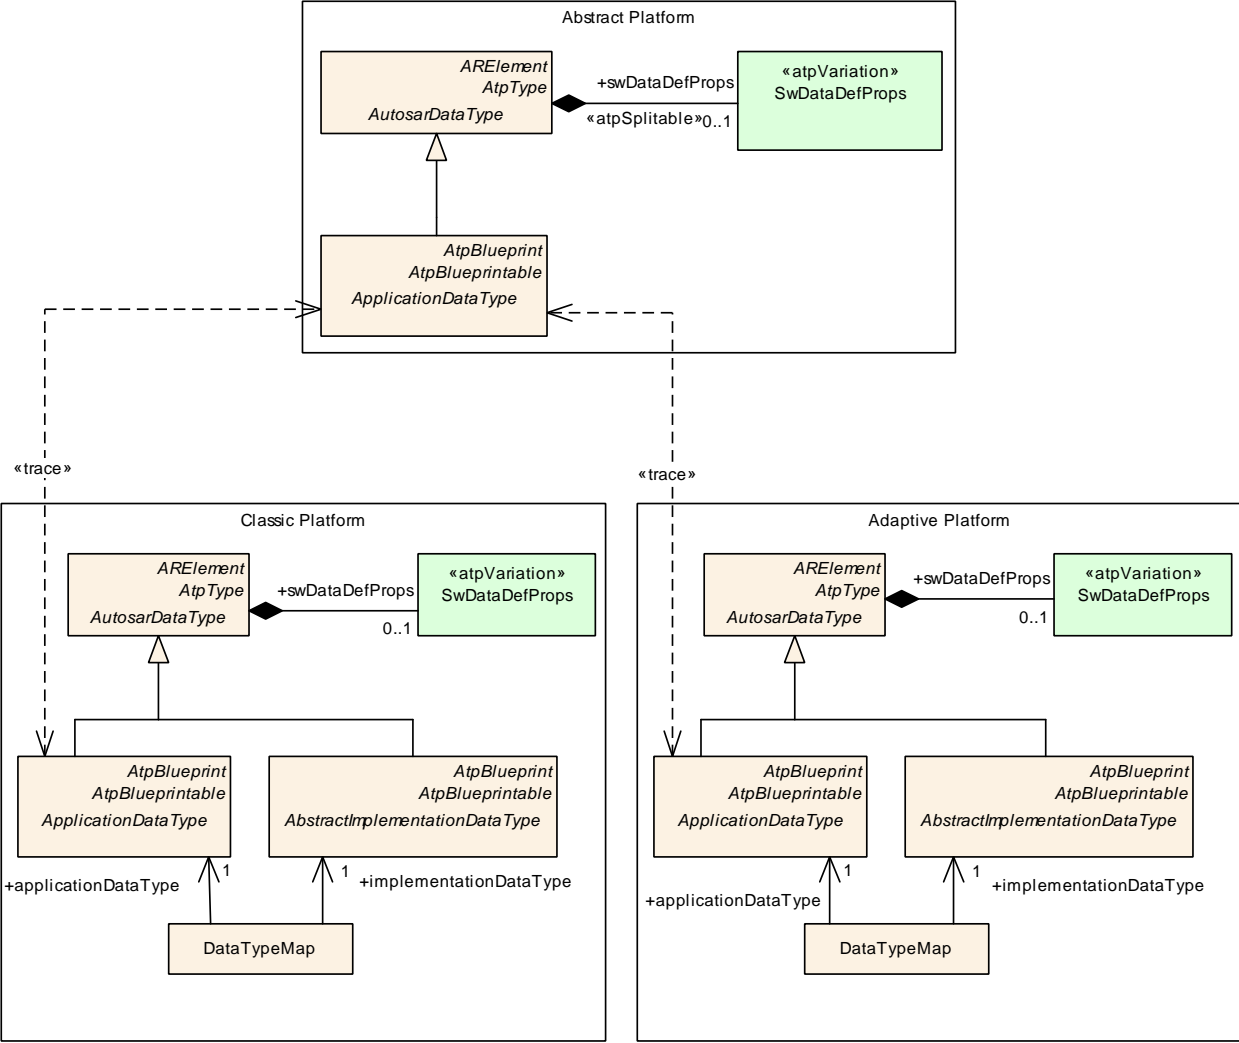 Abstract Platform
ARElement
AtpType
AutosarDataType
+swDataDefProps
«atpSplitable»
0..1
«atpVariation»
SwDataDefProps
AtpBlueprint
AtpBlueprintable
ApplicationDataType
«trace»
«trace»
Classic Platform
ARElement
AtpType
AutosarDataType
+swDataDefProps
0..1
«atpVariation»
SwDataDefProps
AtpBlueprint
AtpBlueprintable
ApplicationDataType
AtpBlueprint
AtpBlueprintable
AbstractImplementationDataType
+applicationDataType
1
1
+implementationDataType
DataTypeMap
Adaptive Platform
ARElement
AtpType
AutosarDataType
+swDataDefProps
0..1
«atpVariation»
SwDataDefProps
AtpBlueprint
AtpBlueprintable
ApplicationDataType
AtpBlueprint
AtpBlueprintable
AbstractImplementationDataType
+applicationDataType
1
1
+implementationDataType
DataTypeMap